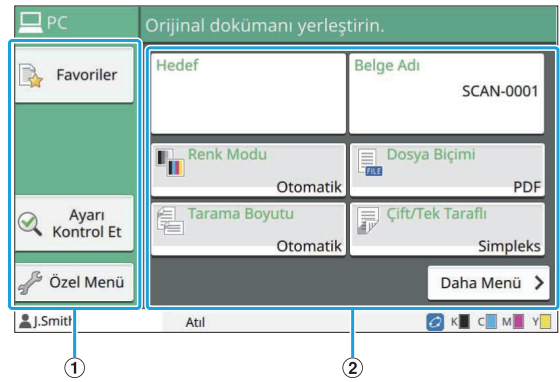 PC
Orijinal dokümanı yerleştirin.
Favoriler
Hedef
Belge Adı
SCAN-0001
Renk Modu
Otomatik
Dosya Biçimi
FILE
PDF
Ayarı
Kontrol Et
Tarama Boyutu
Otomatik
Çift/Tek Taraflı
Simpleks
Özel Menü
Daha Menü
J.Smith
Atıl
K C M Y
1
2